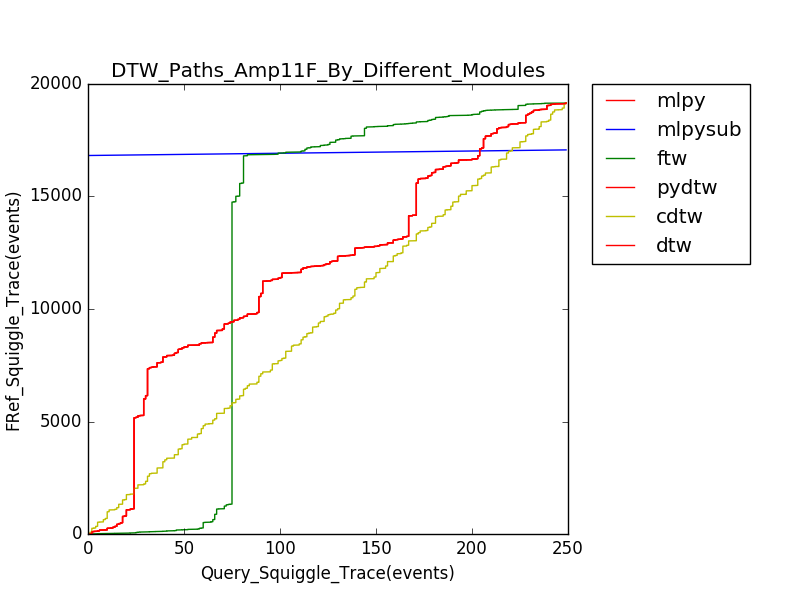 DTW_Paths_Amp11F_By_Different_Modules
20000
15000
10000
5000
0
FRef_Squiggle_Trace(events)
0 50 100 150 200 250
Query_Squiggle_Trace(events)
mlpy
mlpysub
ftw
pydtw
cdtw
dtw